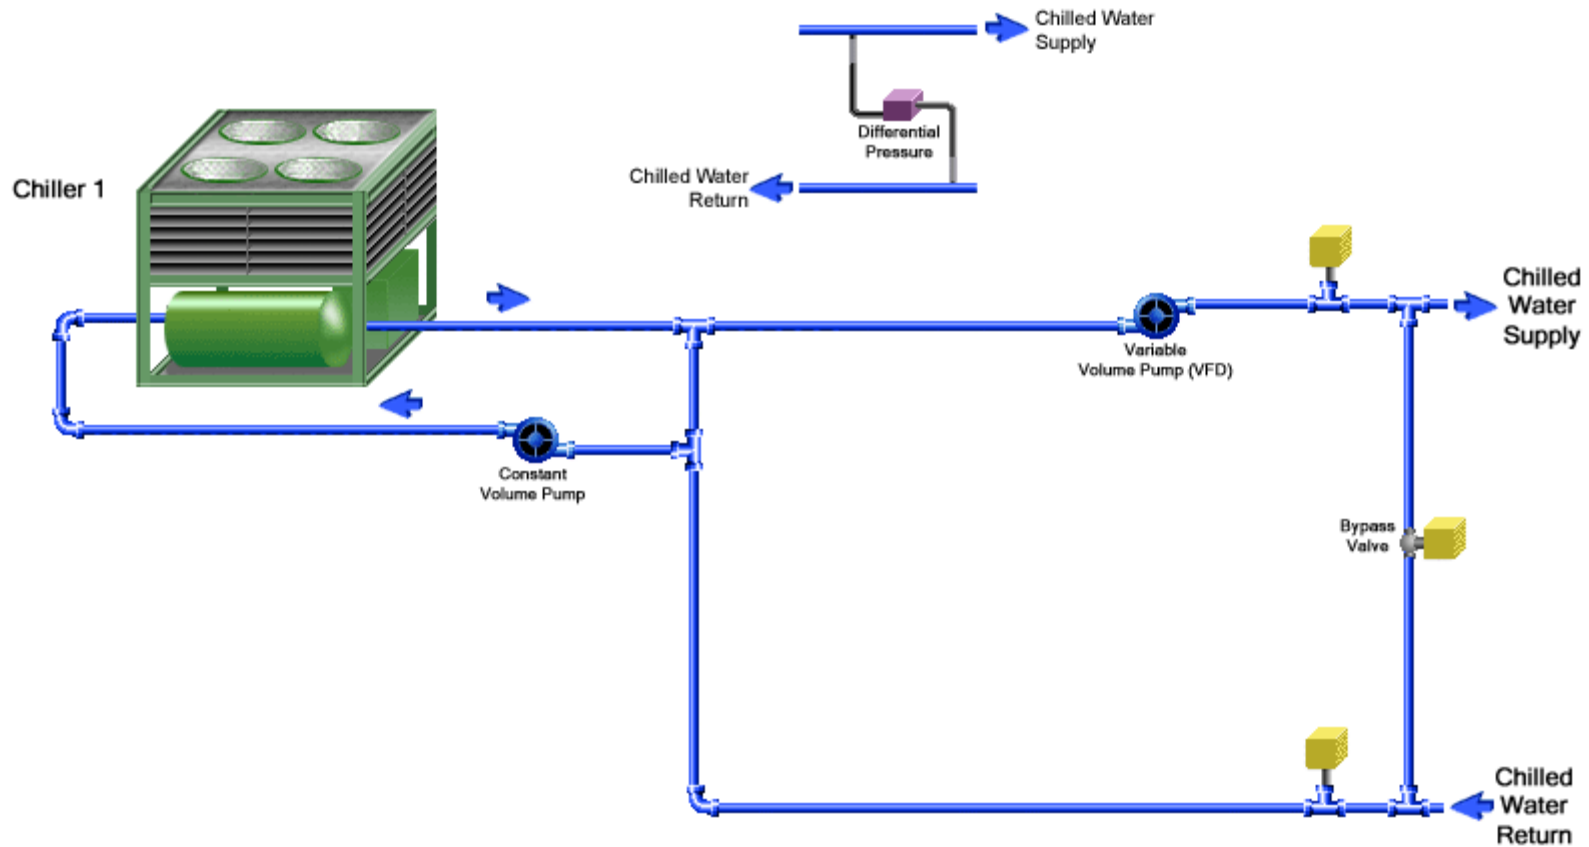 Chilled Water
Supply
Differential
Pressure
Chilled Water
Return
Chiller 1
Chilled
Water
Supply
Variable
Volume Pump (VFD)
Constant
Volume Pump
Bypass
Valve
Chilled
Water
Return